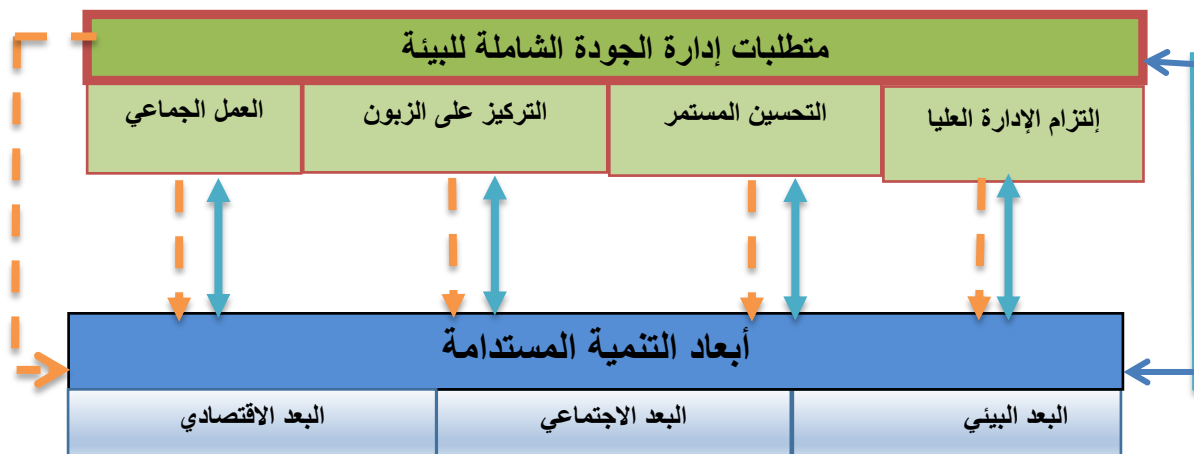 متطلبات إدارة الجودة الشاملة للبيئة
إلتزام الإدارة العليا
التحسين المستمر
التركيز على الزبون
العمل الجماعي
أبعاد التنمية المستدامة
البعد البيئي
البعد الاجتماعي
البعد الاقتصادي